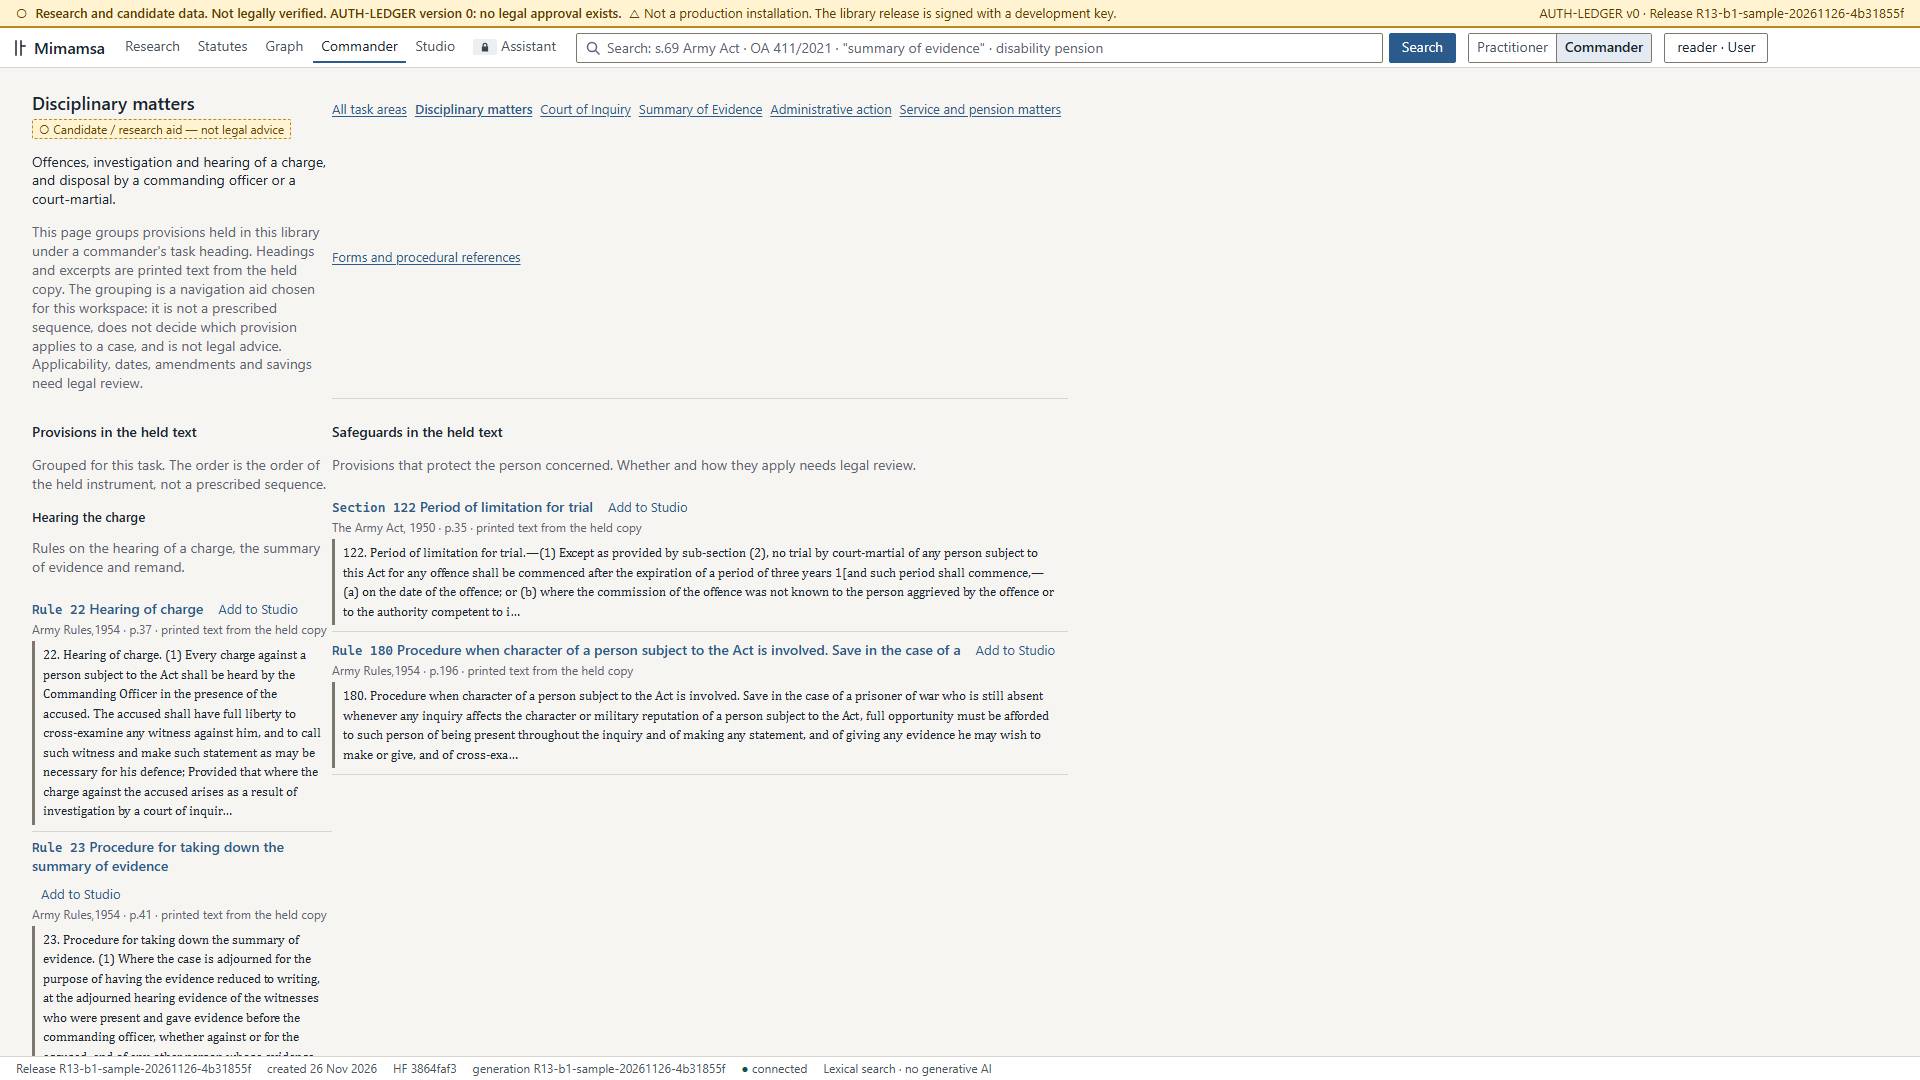 ○ Research and candidate data. Not legally verified. AUTH-LEDGER version 0: no legal approval exists. △ Not a production installation. The library release is signed with a development key.
AUTH-LEDGER v0 · Release R13-b1-sample-20261126-4b31855f
Mimamsa Research Statutes Graph Commander Studio Assistant
Search: s.69 Army Act · OA 411/2021 · "summary of evidence" · disability pension
Search Practitioner Commander reader · User
Disciplinary matters
○ Candidate / research aid — not legal advice
Offences, investigation and hearing of a charge,
and disposal by a commanding officer or a
court-martial.
This page groups provisions held in this library
under a commander's task heading. Headings
and excerpts are printed text from the held
copy. The grouping is a navigation aid chosen
for this workspace: it is not a prescribed
sequence, does not decide which provision
applies to a case, and is not legal advice.
Applicability, dates, amendments and savings
need legal review.
All task areas Disciplinary matters Court of Inquiry Summary of Evidence Administrative action Service and pension matters
Forms and procedural references
Provisions in the held text
Grouped for this task. The order is the order of
the held instrument, not a prescribed sequence.
Hearing the charge
Rules on the hearing of a charge, the summary
of evidence and remand.
Rule 22 Hearing of charge Add to Studio
Army Rules,1954 · p.37 · printed text from the held copy
22. Hearing of charge. (1) Every charge against a
person subject to the Act shall be heard by the
Commanding Officer in the presence of the
accused. The accused shall have full liberty to
cross-examine any witness against him, and to call
such witness and make such statement as may be
necessary for his defence; Provided that where the
charge against the accused arises as a result of
investigation by a court of inquir…
Rule 23 Procedure for taking down the
summary of evidence
Add to Studio
Army Rules,1954 · p.41 · printed text from the held copy
23. Procedure for taking down the summary of
evidence. (1) Where the case is adjourned for the
purpose of having the evidence reduced to writing,
at the adjourned hearing evidence of the witnesses
who were present and gave evidence before the
commanding officer, whether against or for the
Safeguards in the held text
Provisions that protect the person concerned. Whether and how they apply needs legal review.
Section 122 Period of limitation for trial Add to Studio
The Army Act, 1950 · p.35 · printed text from the held copy
122. Period of limitation for trial.—(1) Except as provided by sub-section (2), no trial by court-martial of any person subject to
this Act for any offence shall be commenced after the expiration of a period of three years 1[and such period shall commence,—
(a) on the date of the offence; or (b) where the commission of the offence was not known to the person aggrieved by the offence or
to the authority competent to i…
Rule 180 Procedure when character of a person subject to the Act is involved. Save in the case of a Add to Studio
Army Rules,1954 · p.196 · printed text from the held copy
180. Procedure when character of a person subject to the Act is involved. Save in the case of a prisoner of war who is still absent
whenever any inquiry affects the character or military reputation of a person subject to the Act, full opportunity must be afforded
to such person of being present throughout the inquiry and of making any statement, and of giving any evidence he may wish to
make or give, and of cross-exa…
Release R13-b1-sample-20261126-4b31855f created 26 Nov 2026 HF 3864faf3 generation R13-b1-sample-20261126-4b31855f ● connected Lexical search · no generative AI